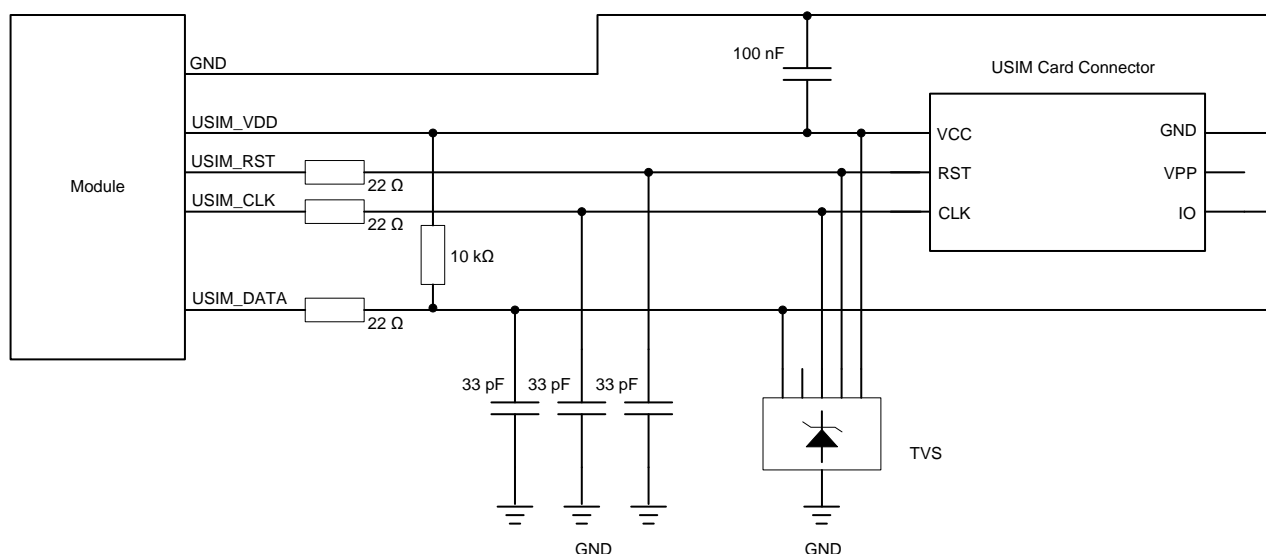 GND
100 nF
USIM Card Connector
USIM_VDD
VCC
GND
USIM_RST
RST
VPP
Module
22 Ω
USIM_CLK
CLK
IO
22 Ω
10 kΩ
USIM_DATA
22 Ω
33 pF
33 pF
33 pF
TVS
GND
GND